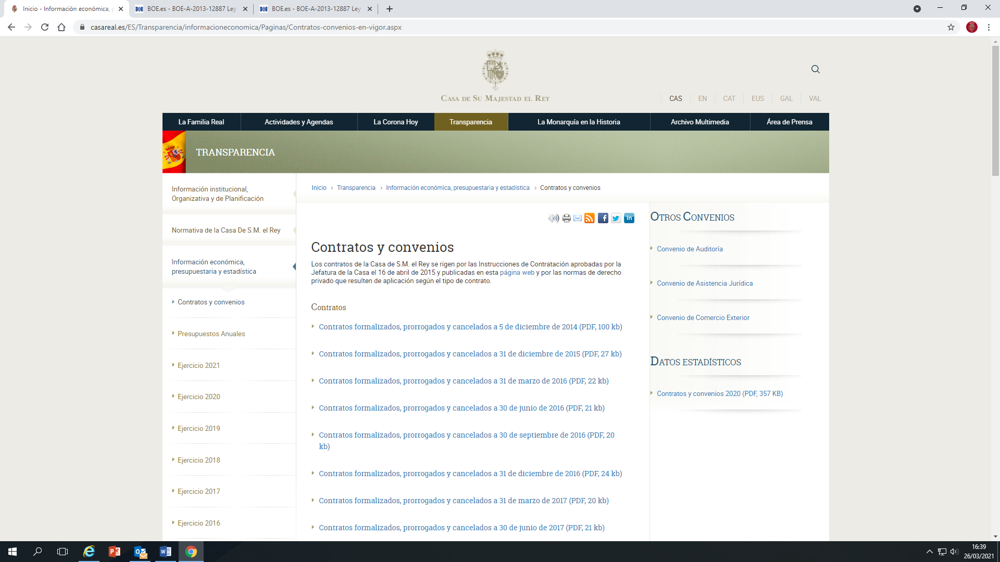 Inicio - Información económica, p
BOE.es - BOE-A-2013-12887 Ley
BOE.es - BOE-A-2013-12887 Ley
casareal.es/ES/Transparencia/informacioneconomica/Paginas/Contratos-convenios-en-vigor.aspx
CASA DE SU MAJESTAD EL REY
CAS EN CAT EUS GAL VAL
La Familia Real Actividades y Agendas La Corona Hoy Transparencia La Monarquía en la Historia Archivo Multimedia Área de Prensa
TRANSPARENCIA
Información institucional,
Organizativa y de Planificación
Normativa de la Casa De S.M. el Rey
Información económica,
presupuestaria y estadística
Contratos y convenios
Presupuestos Anuales
Ejercicio 2021
Ejercicio 2020
Ejercicio 2019
Ejercicio 2018
Ejercicio 2017
Ejercicio 2016
Inicio › Transparencia › Información económica, presupuestaria y estadística › Contratos y convenios
Contratos y convenios
Los contratos de la Casa de S.M. el Rey se rigen por las Instrucciones de Contratación aprobadas por la
Jefatura de la Casa el 16 de abril de 2015 y publicadas en esta página web y por las normas de derecho
privado que resulten de aplicación según el tipo de contrato.
Contratos
Contratos formalizados, prorrogados y cancelados a 5 de diciembre de 2014 (PDF, 100 kb)
Contratos formalizados, prorrogados y cancelados a 31 de diciembre de 2015 (PDF, 27 kb)
Contratos formalizados, prorrogados y cancelados a 31 de marzo de 2016 (PDF, 22 kb)
Contratos formalizados, prorrogados y cancelados a 30 de junio de 2016 (PDF, 21 kb)
Contratos formalizados, prorrogados y cancelados a 30 de septiembre de 2016 (PDF, 20
kb)
Contratos formalizados, prorrogados y cancelados a 31 de diciembre de 2016 (PDF, 24 kb)
Contratos formalizados, prorrogados y cancelados a 31 de marzo de 2017 (PDF, 20 kb)
Contratos formalizados, prorrogados y cancelados a 30 de junio de 2017 (PDF, 21 kb)
OTROS CONVENIOS
Convenio de Auditoría
Convenio de Asistencia Jurídica
Convenio de Comercio Exterior
DATOS ESTADÍSTICOS
Contratos y convenios 2020 (PDF, 357 KB)
16:39
26/03/2021